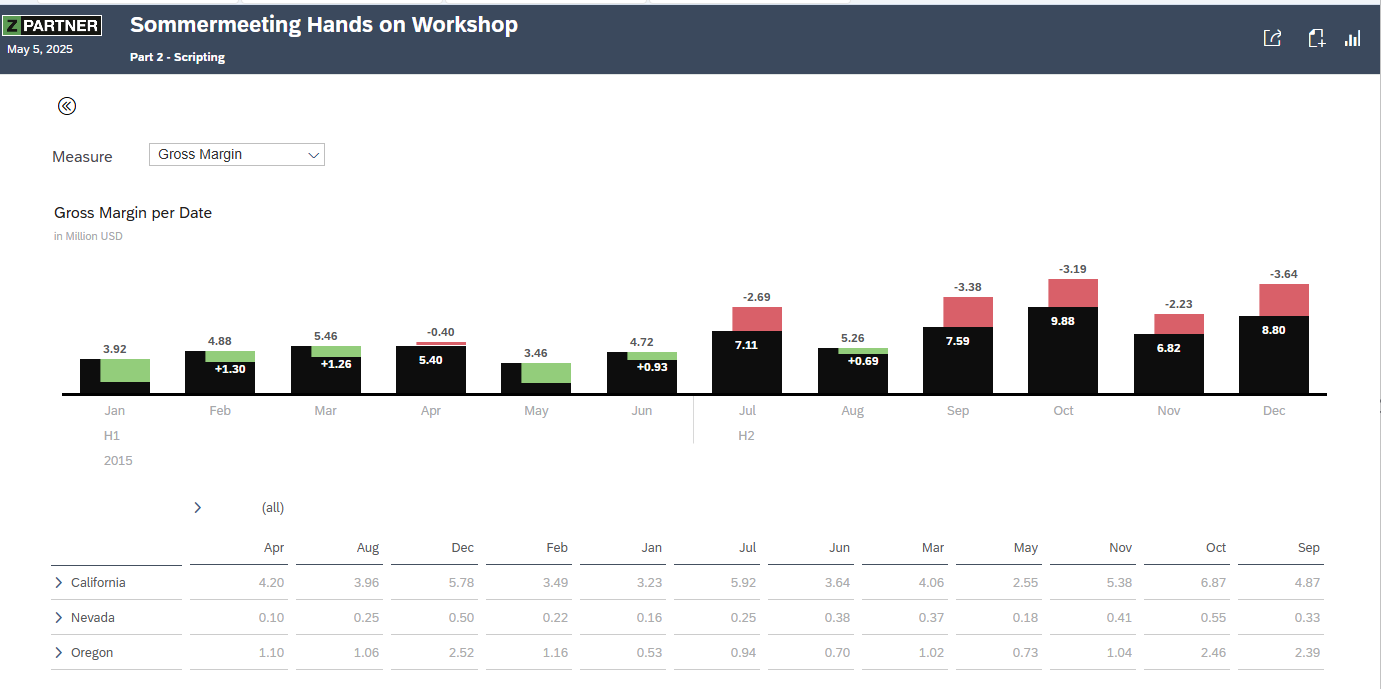 Z PARTNER
Sommermeeting Hands on Workshop
May 5, 2025
Part 2 - Scripting
Measure
Gross Margin
Gross Margin per Date
in Million USD
3.92 4.88 5.46 -0.40 3.46 4.72 -2.69 5.26 -3.38 -3.19 -2.23 -3.64
+1.30 +1.26 5.40 +0.93 7.11 +0.69 7.59 9.88 6.82 8.80
Jan Feb Mar Apr May Jun Jul Aug Sep Oct Nov Dec
H1 H2
2015
(all)
Apr Aug Dec Feb Jan Jul Jun Mar May Nov Oct Sep
California 4.20 3.96 5.78 3.49 3.23 5.92 3.64 4.06 2.55 5.38 6.87 4.87
Nevada 0.10 0.25 0.50 0.22 0.16 0.25 0.38 0.37 0.18 0.41 0.55 0.33
Oregon 1.10 1.06 2.52 1.16 0.53 0.94 0.70 1.02 0.73 1.04 2.46 2.39